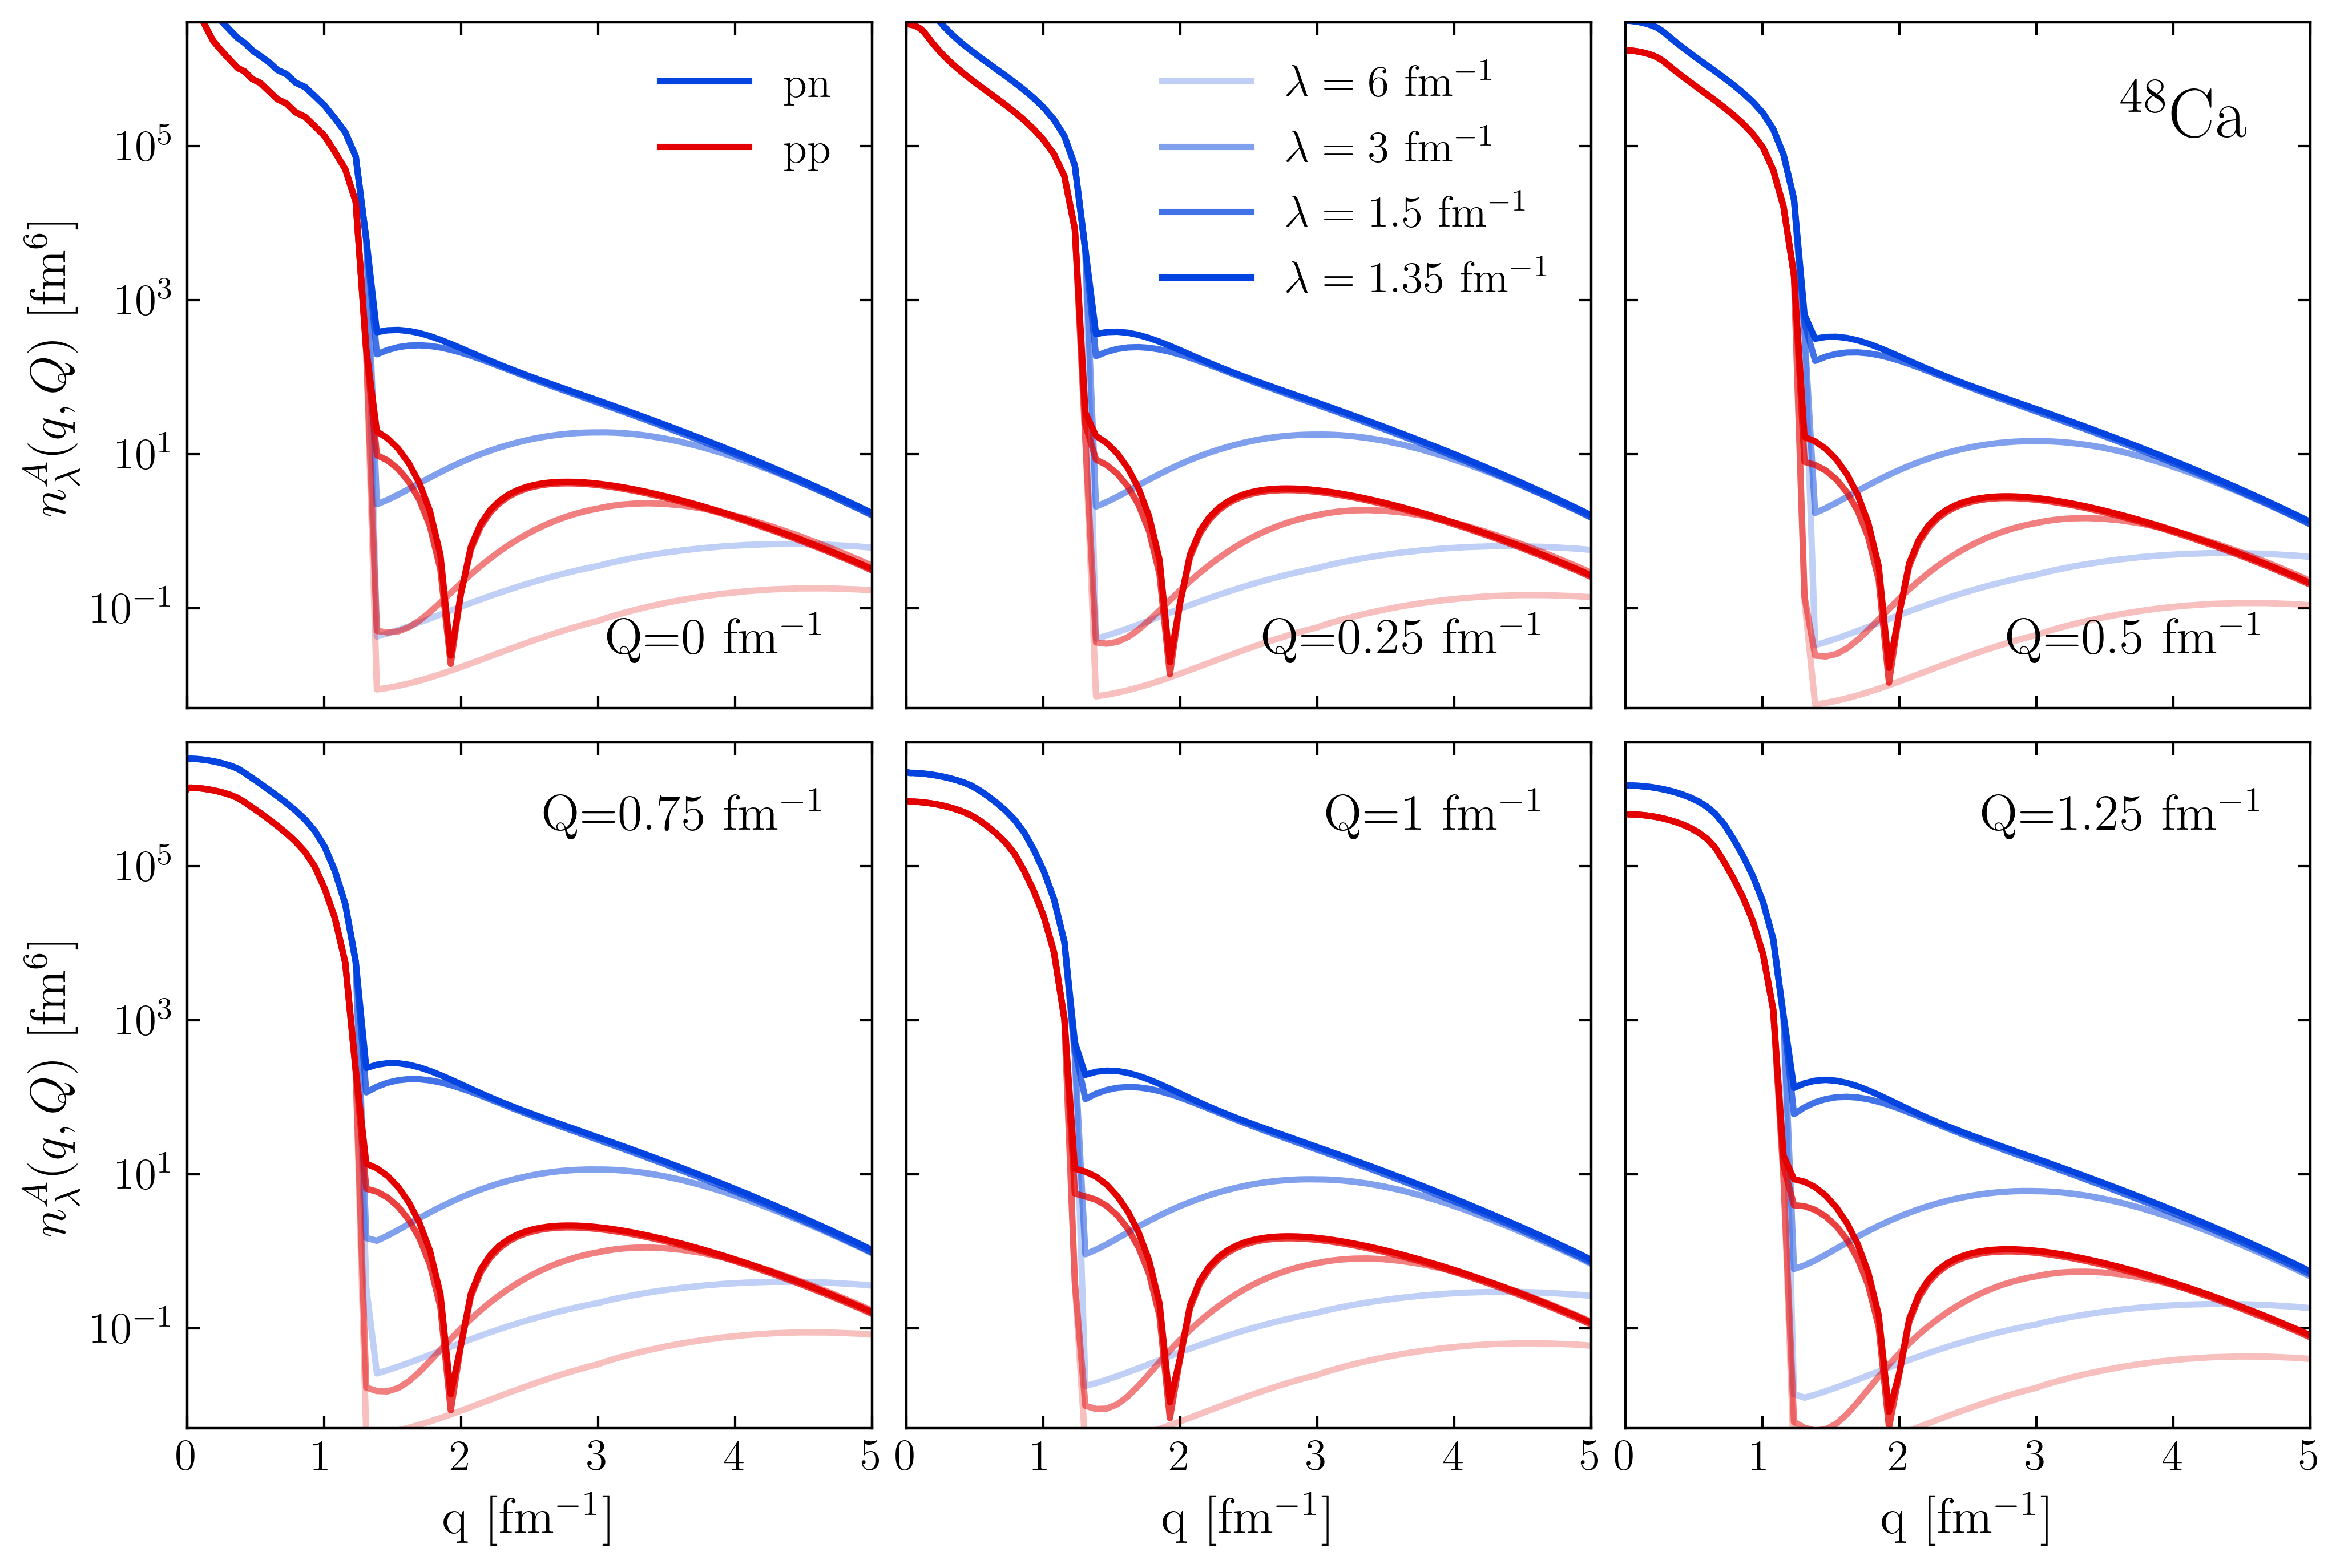 n_λ^A(q, Q) [fm⁶]
10⁵
10³
10¹
10⁻¹
pn
pp
Q=0 fm⁻¹
λ = 6 fm⁻¹
λ = 3 fm⁻¹
λ = 1.5 fm⁻¹
λ = 1.35 fm⁻¹
Q=0.25 fm⁻¹
⁴⁸Ca
Q=0.5 fm⁻¹
n_λ^A(q, Q) [fm⁶]
10⁵
10³
10¹
10⁻¹
Q=0.75 fm⁻¹
Q=1 fm⁻¹
Q=1.25 fm⁻¹
0 1 2 3 4 5
0 1 2 3 4 5
0 1 2 3 4 5
q [fm⁻¹]
q [fm⁻¹]
q [fm⁻¹]